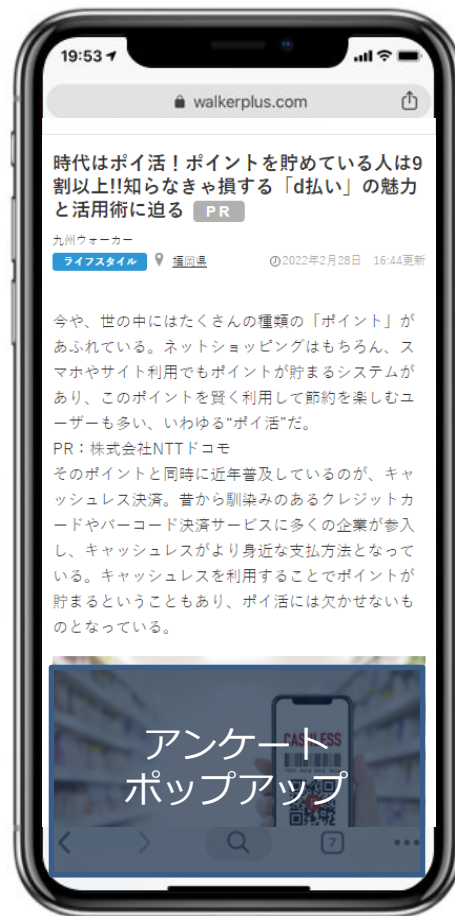 19:53
walkerplus.com
時代はポイ活！ポイントを貯めている人は9
割以上!!知らなきゃ損する「d払い」の魅力
と活用術に迫る PR
九州ウォーカー
ライフスタイル 福岡県 2022年2月28日 16:44更新
今や、世の中にはたくさんの種類の「ポイント」が
あふれている。ネットショッピングはもちろん、ス
マホやサイト利用でもポイントが貯まるシステムが
あり、このポイントを賢く利用して節約を楽しむユ
ーザーも多い、いわゆる“ポイ活”だ。
PR：株式会社NTTドコモ
そのポイントと同時に近年普及しているのが、キャ
ッシュレス決済。昔から馴染みのあるクレジットカ
ードやバーコード決済サービスに多くの企業が参入
し、キャッシュレスがより身近な支払方法となって
いる。キャッシュレスを利用することでポイントが
貯まるということもあり、ポイ活には欠かせないも
のとなっている。
CASHLESS
アンケート
ポップアップ
7